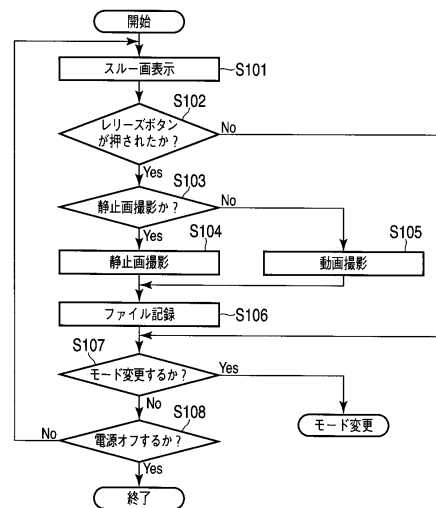 開始
スルー画表示
S101
S102
レリーズボタン
が押されたか？
No
Yes
S103
静止画撮影か？
No
Yes
S104
静止画撮影
S105
動画撮影
ファイル記録
S106
S107
モード変更するか？
Yes
No
モード変更
S108
電源オフするか？
No
Yes
終了